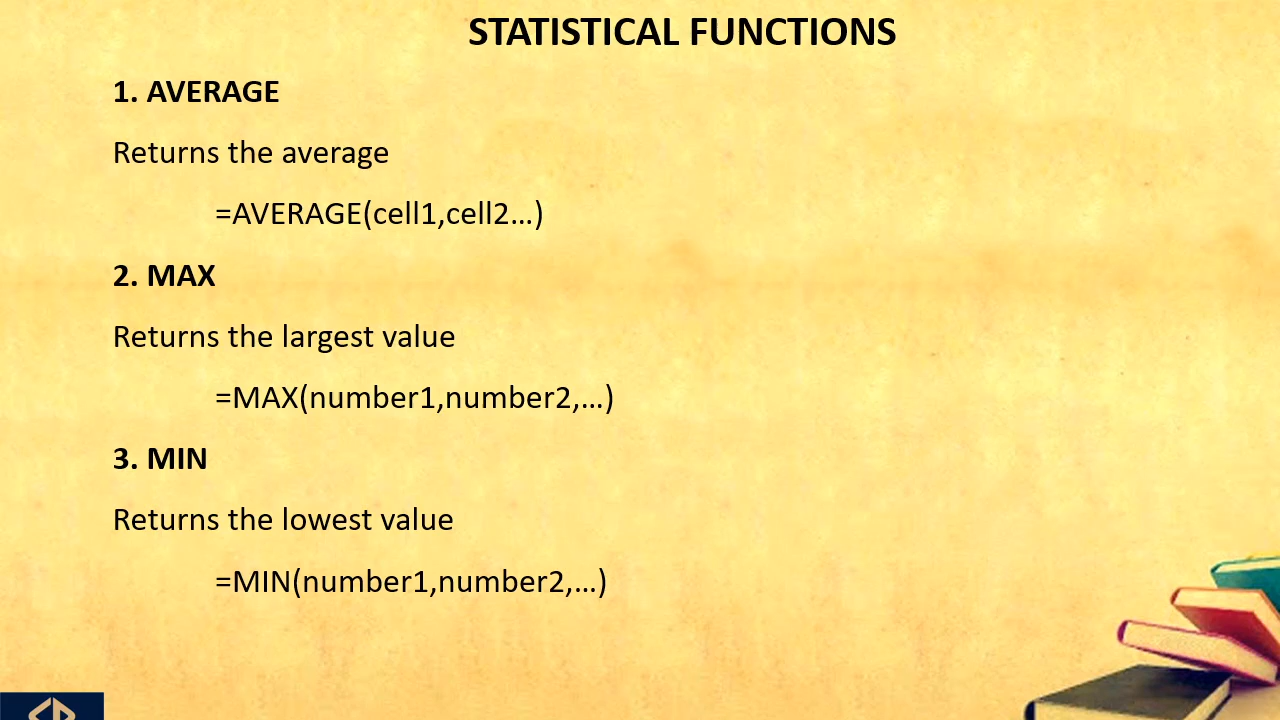 STATISTICAL FUNCTIONS
1. AVERAGE
Returns the average
=AVERAGE(cell1,cell2…)
2. MAX
Returns the largest value
=MAX(number1,number2,…)
3. MIN
Returns the lowest value
=MIN(number1,number2,…)